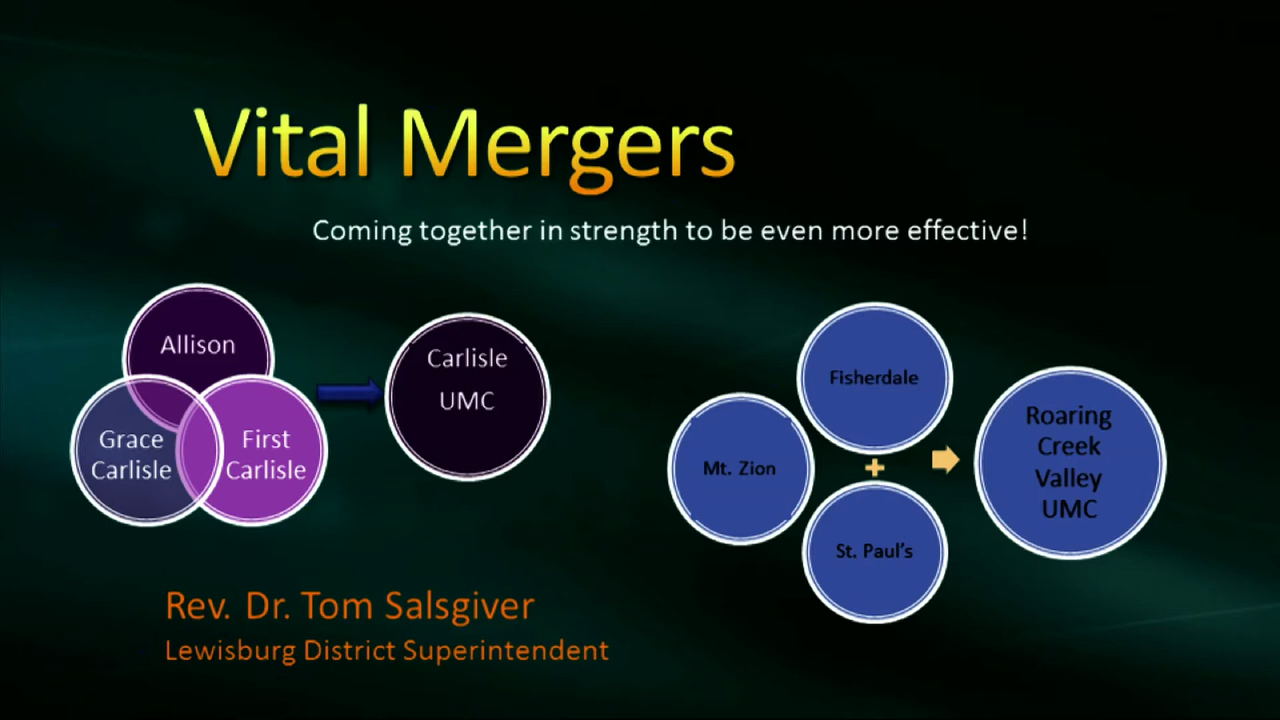 Vital Mergers
Coming together in strength to be even more effective!
Allison
Grace
Carlisle
First
Carlisle
Carlisle
UMC
Fisherdale
Mt. Zion
St. Paul's
Roaring
Creek
Valley
UMC
Rev. Dr. Tom Salsgiver
Lewisburg District Superintendent